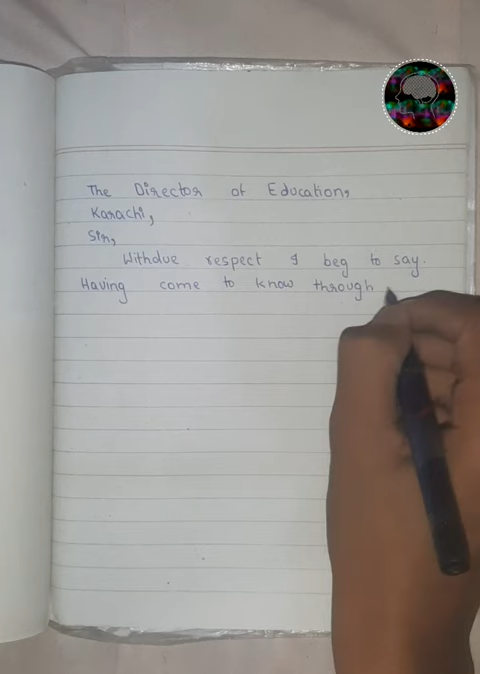 The Director of Education,
Karachi,
Sir,
Withdue respect I beg to say.
Having come to know through